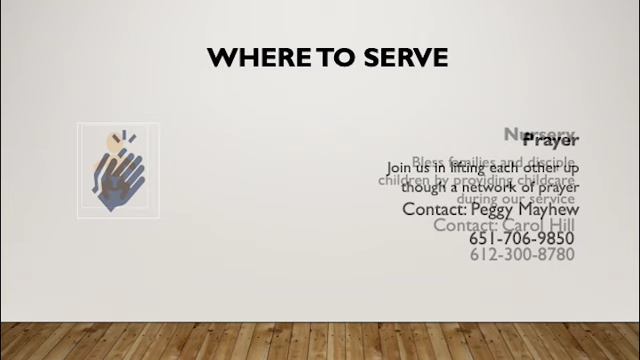 WHERE TO SERVE
Nursery
Prayer
Bless families and disciple
Join us in lifting each other up
children by providing childcare
though a network of prayer
during our service
Contact: Peggy Mayhew
Contact: Carol Hill
651-706-9850
612-300-8780